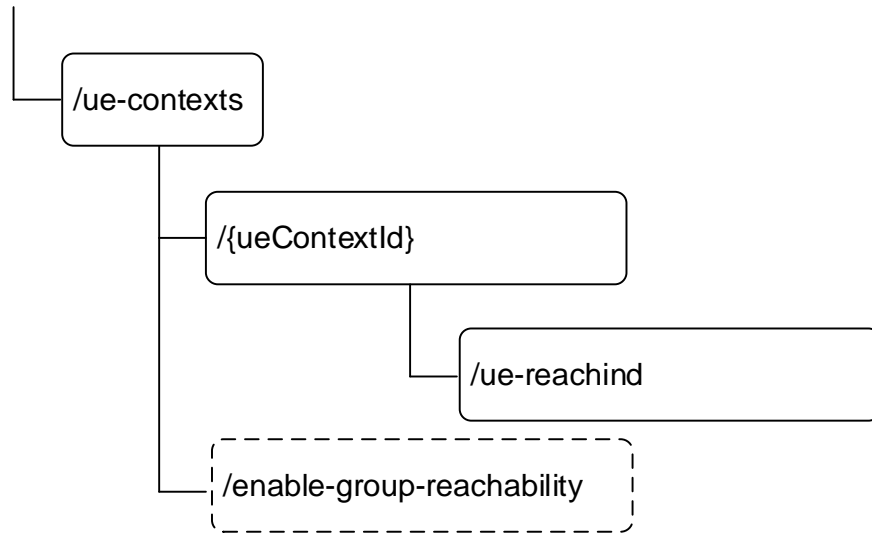 /ue-contexts
/{ueContextId}
/ue-reachind
/enable-group-reachability